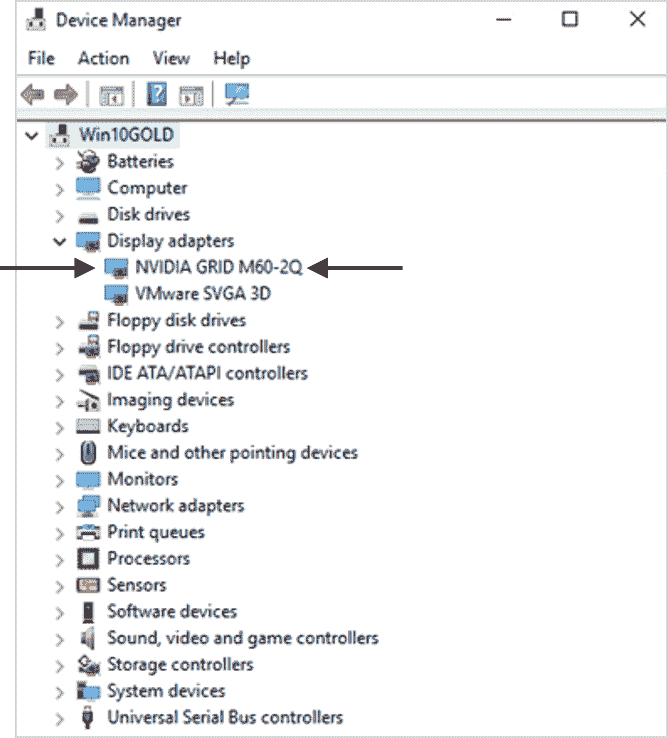 Device Manager
File Action View Help
Win10GOLD
Batteries
Computer
Disk drives
Display adapters
NVIDIA GRID M60-2Q
VMware SVGA 3D
Floppy disk drives
Floppy drive controllers
IDE ATA/ATAPI controllers
Imaging devices
Keyboards
Mice and other pointing devices
Monitors
Network adapters
Print queues
Processors
Sensors
Software devices
Sound, video and game controllers
Storage controllers
System devices
Universal Serial Bus controllers